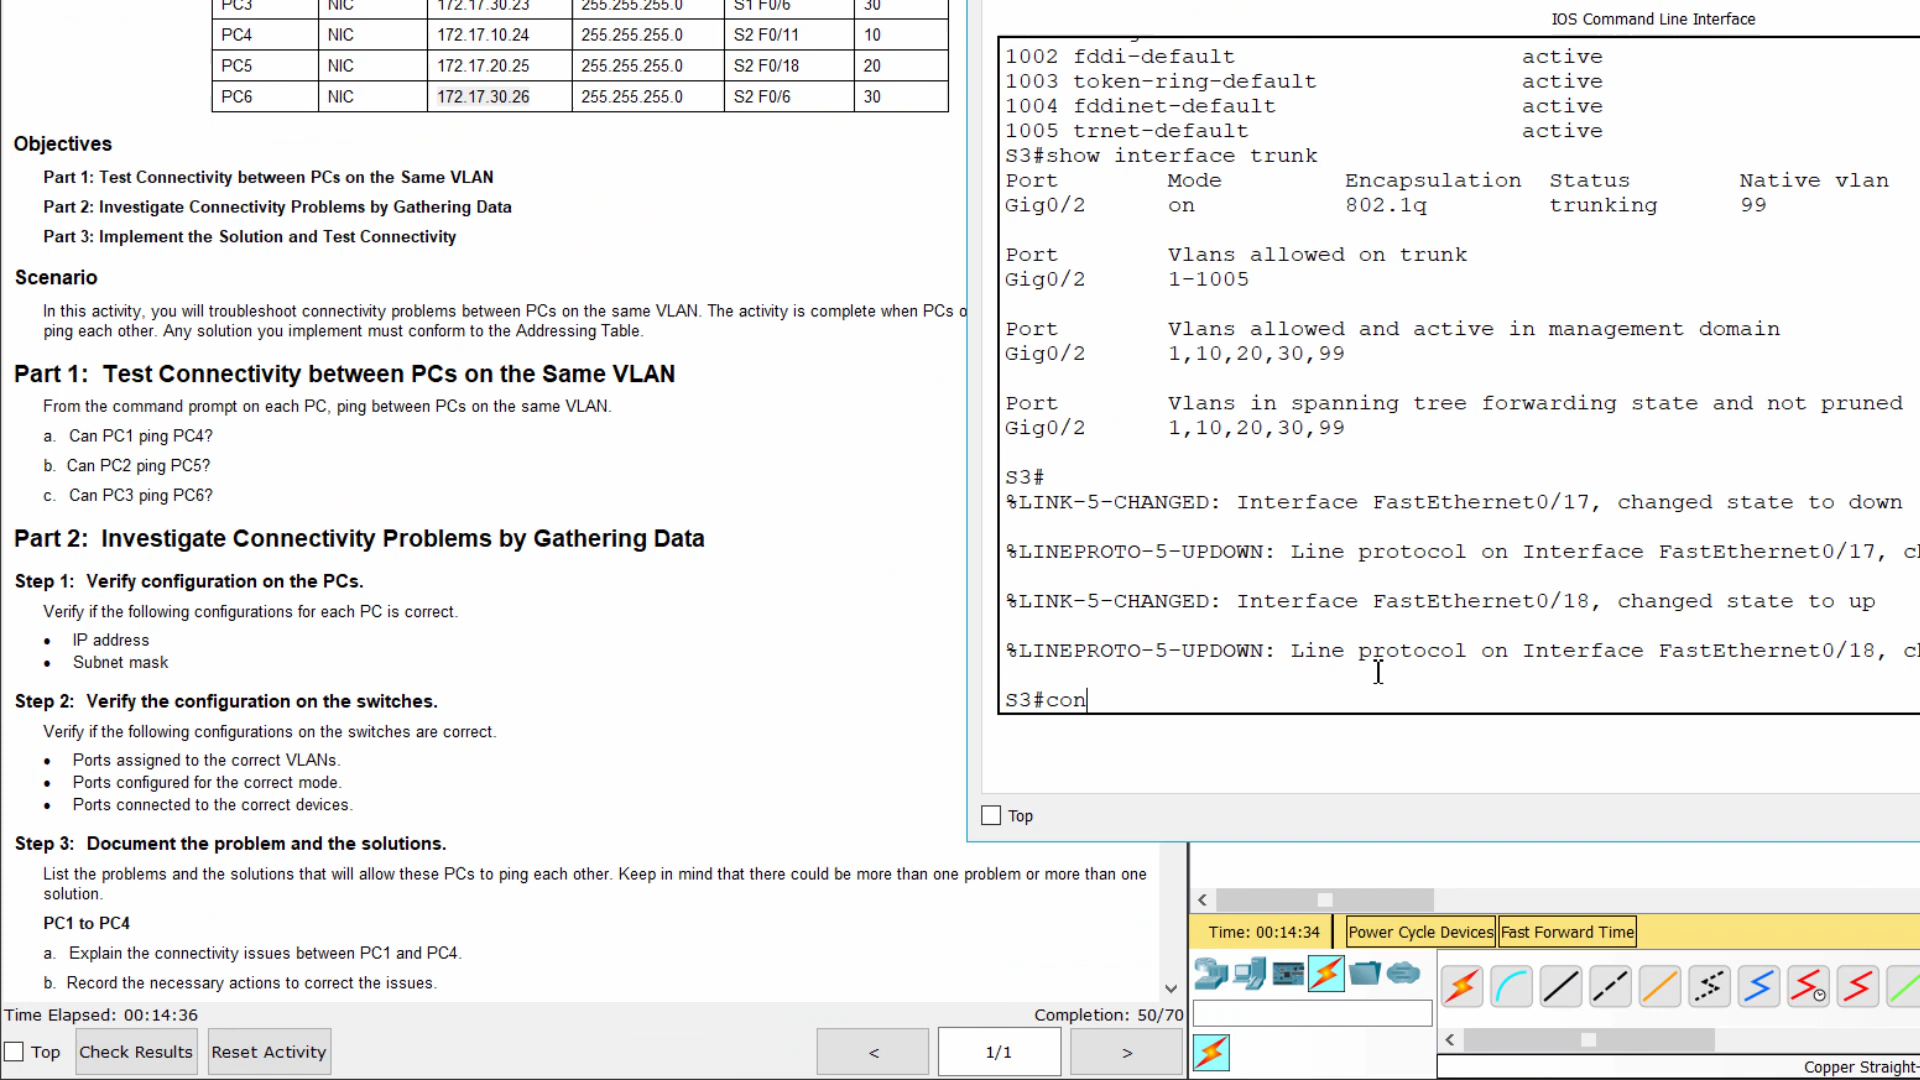 PC3 NIC 172.17.30.23 255.255.255.0 S1 F0/6 30
PC4 NIC 172.17.10.24 255.255.255.0 S2 F0/11 10
PC5 NIC 172.17.20.25 255.255.255.0 S2 F0/18 20
PC6 NIC 172.17.30.26 255.255.255.0 S2 F0/6 30
Objectives
Part 1: Test Connectivity between PCs on the Same VLAN
Part 2: Investigate Connectivity Problems by Gathering Data
Part 3: Implement the Solution and Test Connectivity
Scenario
In this activity, you will troubleshoot connectivity problems between PCs on the same VLAN. The activity is complete when PCs
ping each other. Any solution you implement must conform to the Addressing Table.
Part 1: Test Connectivity between PCs on the Same VLAN
From the command prompt on each PC, ping between PCs on the same VLAN.
a. Can PC1 ping PC4?
b. Can PC2 ping PC5?
c. Can PC3 ping PC6?
Part 2: Investigate Connectivity Problems by Gathering Data
Step 1: Verify configuration on the PCs.
Verify if the following configurations for each PC is correct.
• IP address
• Subnet mask
Step 2: Verify the configuration on the switches.
Verify if the following configurations on the switches are correct.
• Ports assigned to the correct VLANs.
• Ports configured for the correct mode.
• Ports connected to the correct devices.
Step 3: Document the problem and the solutions.
List the problems and the solutions that will allow these PCs to ping each other. Keep in mind that there could be more than one problem or more than one
solution.
PC1 to PC4
a. Explain the connectivity issues between PC1 and PC4.
b. Record the necessary actions to correct the issues.
Time Elapsed: 00:14:36 Completion: 50/70
Top Check Results Reset Activity < 1/1 >
IOS Command Line Interface
1002 fddi-default active
1003 token-ring-default active
1004 fddinet-default active
1005 trnet-default active
S3#show interface trunk
Port Mode Encapsulation Status Native vlan
Gig0/2 on 802.1q trunking 99
Port Vlans allowed on trunk
Gig0/2 1-1005
Port Vlans allowed and active in management domain
Gig0/2 1,10,20,30,99
Port Vlans in spanning tree forwarding state and not pruned
Gig0/2 1,10,20,30,99
S3#
%LINK-5-CHANGED: Interface FastEthernet0/17, changed state to down
%LINEPROTO-5-UPDOWN: Line protocol on Interface FastEthernet0/17,
%LINK-5-CHANGED: Interface FastEthernet0/18, changed state to up
%LINEPROTO-5-UPDOWN: Line protocol on Interface FastEthernet0/18,
S3#con
Top
Time: 00:14:34 Power Cycle Devices Fast Forward Time
Copper Straight-